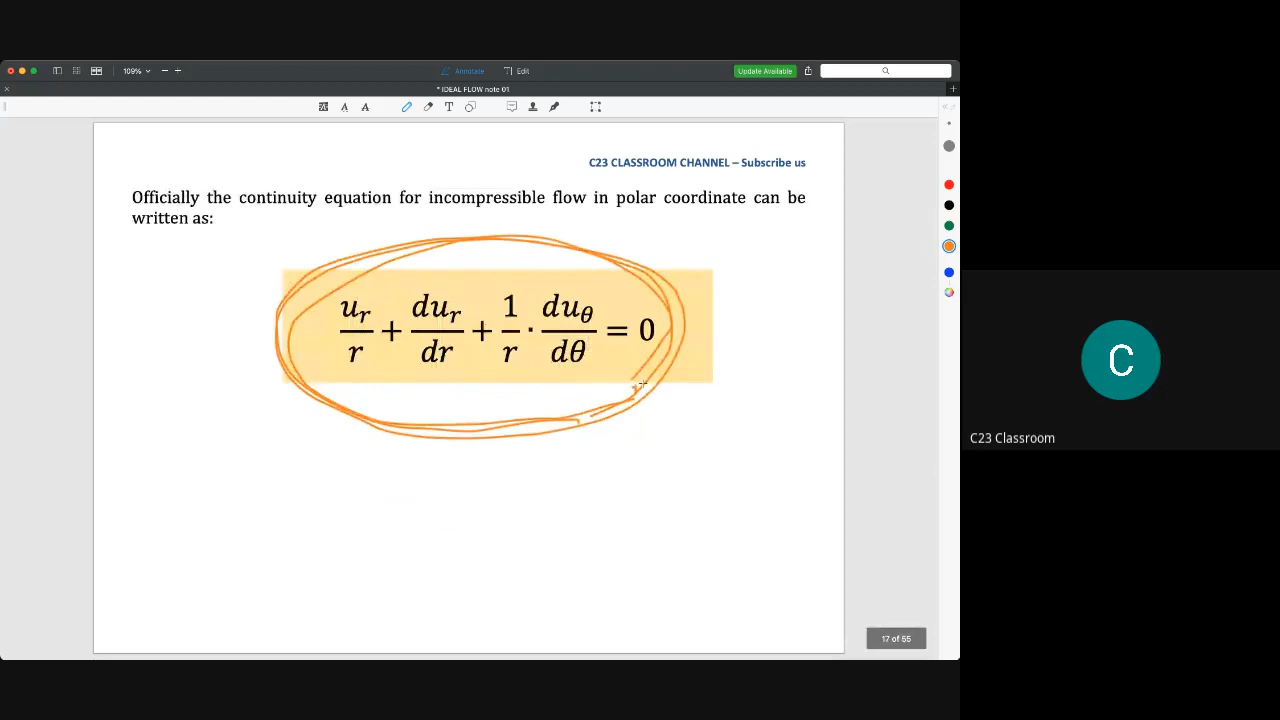 109%
Annotate
Edit
Update Available
* IDEAL FLOW note 01
C23 CLASSROOM CHANNEL – Subscribe us
Officially the continuity equation for incompressible flow in polar coordinate can be
written as:
u_r/r + du_r/dr + 1/r · du_θ/dθ = 0
17 of 55
C
C23 Classroom